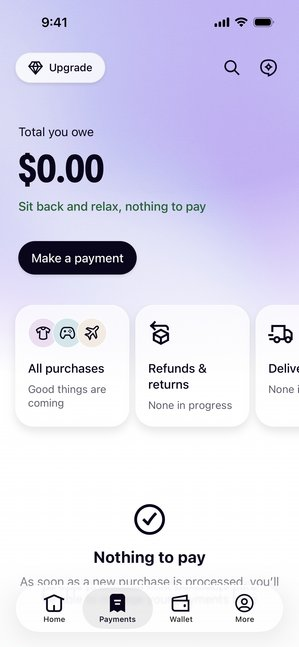 9:41
Upgrade
Total you owe
$0.00
Sit back and relax, nothing to pay
Make a payment
All purchases
Good things are
coming
Refunds &
returns
None in progress
Delive
None i
Nothing to pay
As soon as a new purchase is processed, you'll
Home
Payments
Wallet
More